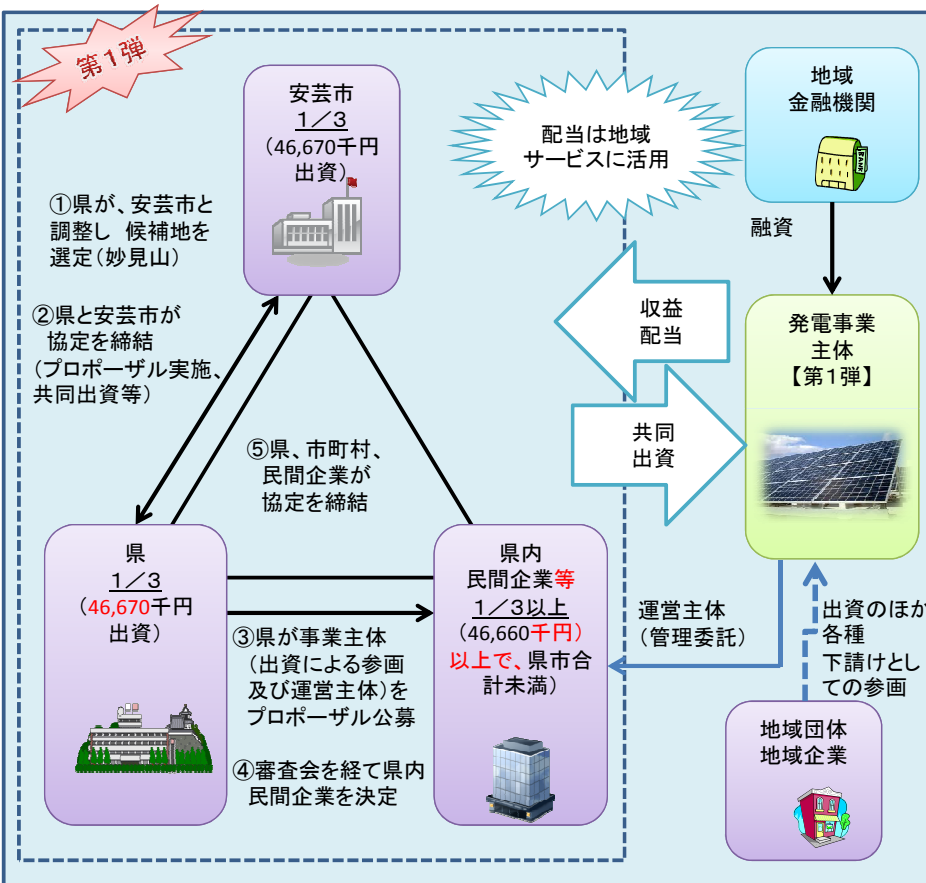 第１弾
安芸市
１／３
（46,670千円
出資）
①県が、安芸市と
調整し　候補地を
選定（妙見山）
②県と安芸市が
協定を締結
（プロポーザル実施、
共同出資等）
⑤県、市町村、
民間企業が
協定を締結
県
１／３
（46,670千円
出資）
③県が事業主体
（出資による参画
及び運営主体）を
プロポーザル公募
④審査会を経て県内
民間企業を決定
県内
民間企業等
１／３以上
（46,660千円）
以上で、県市合
計未満）
配当は地域
サービスに活用
収益
配当
共同
出資
地域
金融機関
BANK
融資
発電事業
主体
【第１弾】
運営主体
（管理委託）
出資のほか
各種
下請けとし
ての参画
地域団体
地域企業